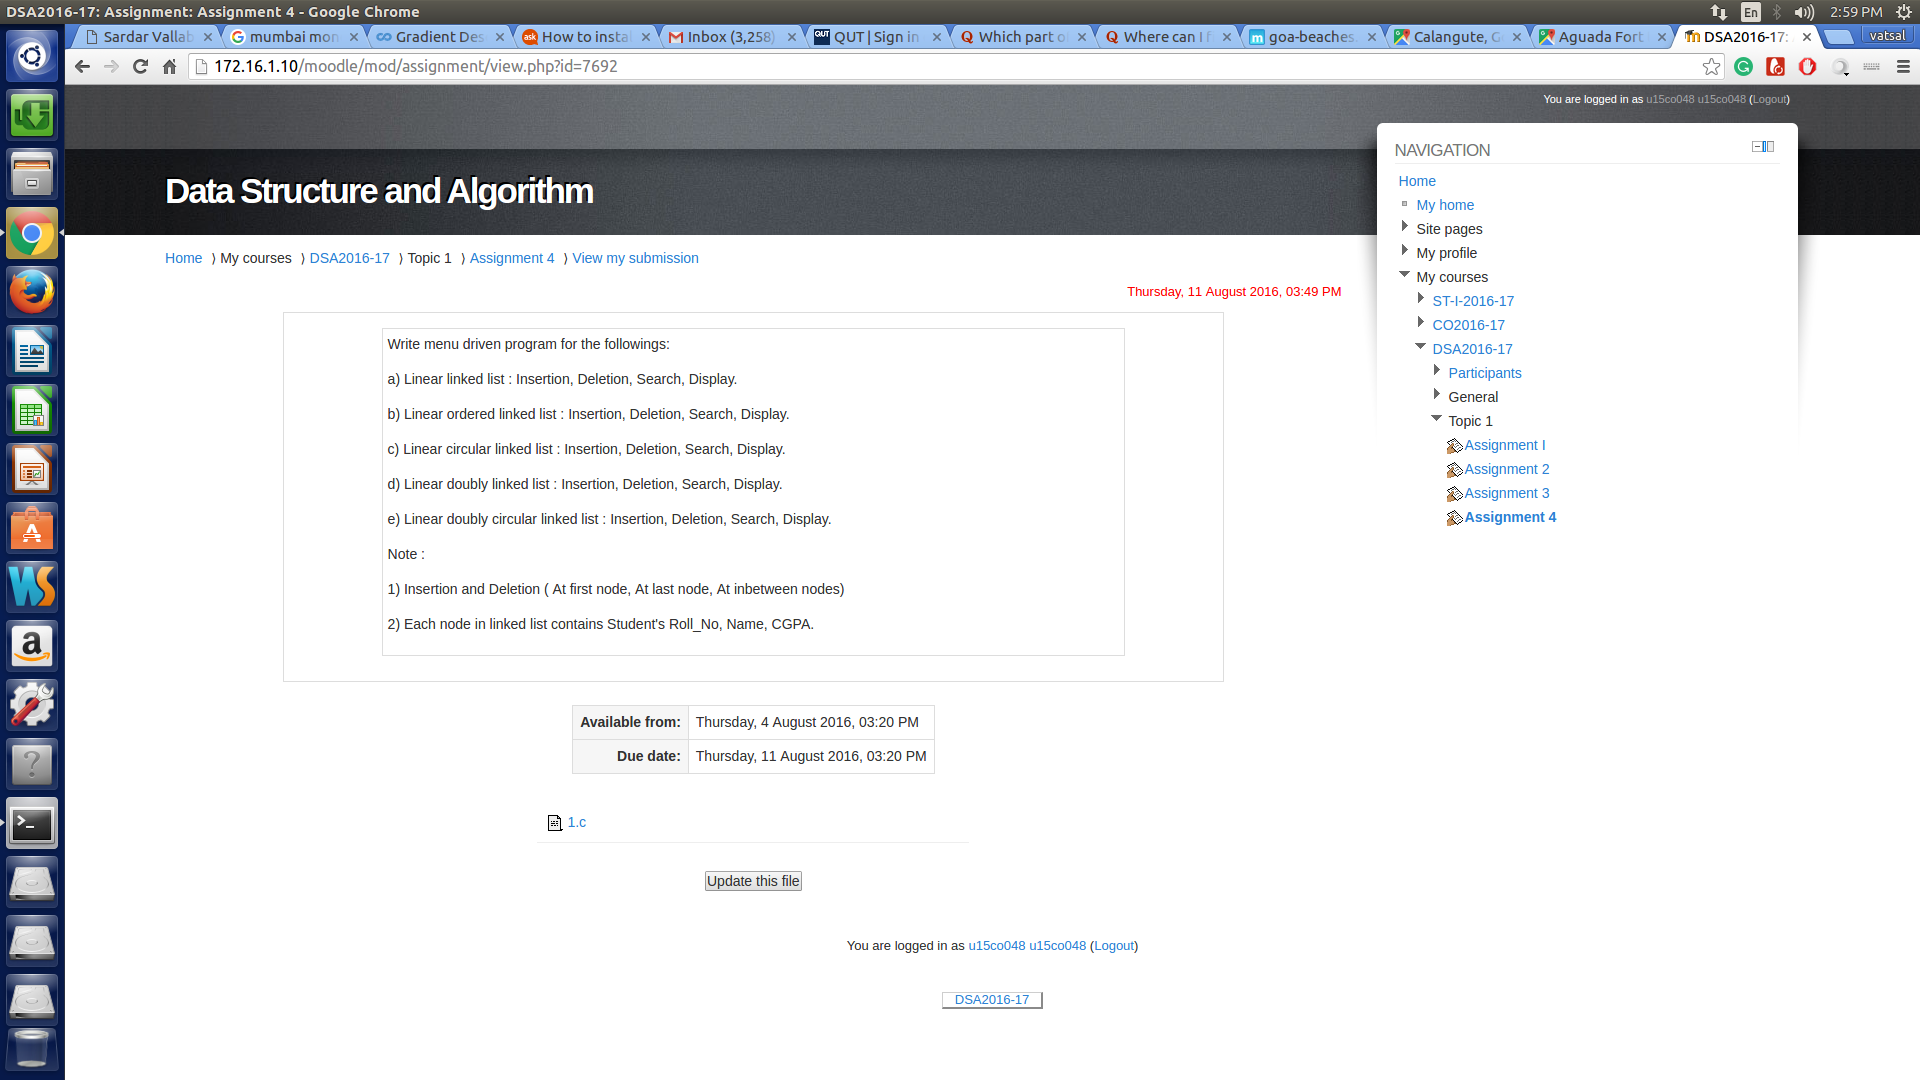 DSA2016-17: Assignment: Assignment 4 - Google Chrome
En
2:59 PM
Sardar Vallab
mumbai mon
Gradient Des
ask
How to instal
Inbox (3,258)
QUT
QUT | Sign in
Which part o
Where can I f
m
goa-beaches
Calangute, G
Aguada Fort
DSA2016-17:
vatsal
172.16.1.10/moodle/mod/assignment/view.php?id=7692
You are logged in as u15co048 u15co048 (Logout)
Data Structure and Algorithm
Home ⟩ My courses ⟩ DSA2016-17 ⟩ Topic 1 ⟩ Assignment 4 ⟩ View my submission
Thursday, 11 August 2016, 03:49 PM
Write menu driven program for the followings:
a) Linear linked list : Insertion, Deletion, Search, Display.
b) Linear ordered linked list : Insertion, Deletion, Search, Display.
c) Linear circular linked list : Insertion, Deletion, Search, Display.
d) Linear doubly linked list : Insertion, Deletion, Search, Display.
e) Linear doubly circular linked list : Insertion, Deletion, Search, Display.
Note :
1) Insertion and Deletion ( At first node, At last node, At inbetween nodes)
2) Each node in linked list contains Student's Roll_No, Name, CGPA.
Available from: Thursday, 4 August 2016, 03:20 PM
Due date: Thursday, 11 August 2016, 03:20 PM
1.c
Update this file
You are logged in as u15co048 u15co048 (Logout)
DSA2016-17
NAVIGATION
Home
My home
Site pages
My profile
My courses
ST-I-2016-17
CO2016-17
DSA2016-17
Participants
General
Topic 1
Assignment I
Assignment 2
Assignment 3
Assignment 4